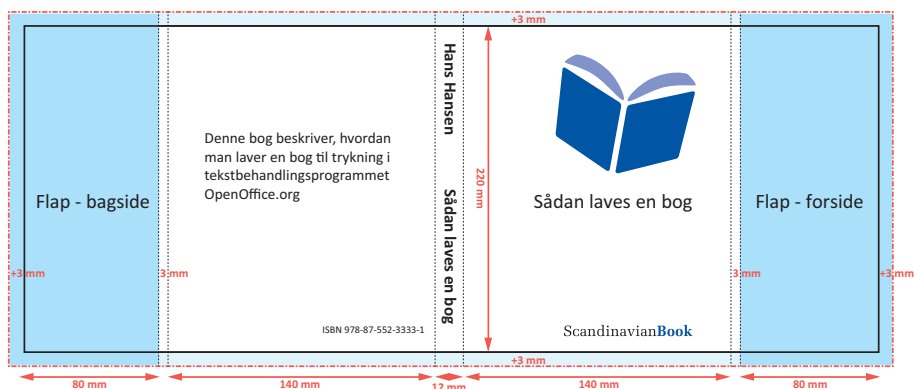 +3 mm
Flap - bagside
Denne bog beskriver, hvordan
man laver en bog til trykning i
tekstbehandlingsprogrammet
OpenOffice.org
ISBN 978-87-552-3333-1
Hans Hansen
Sådan laves en bog
220 mm
Sådan laves en bog
ScandinavianBook
Flap - forside
+3 mm
3 mm
3 mm
+3 mm
+3 mm
80 mm
140 mm
12 mm
140 mm
80 mm